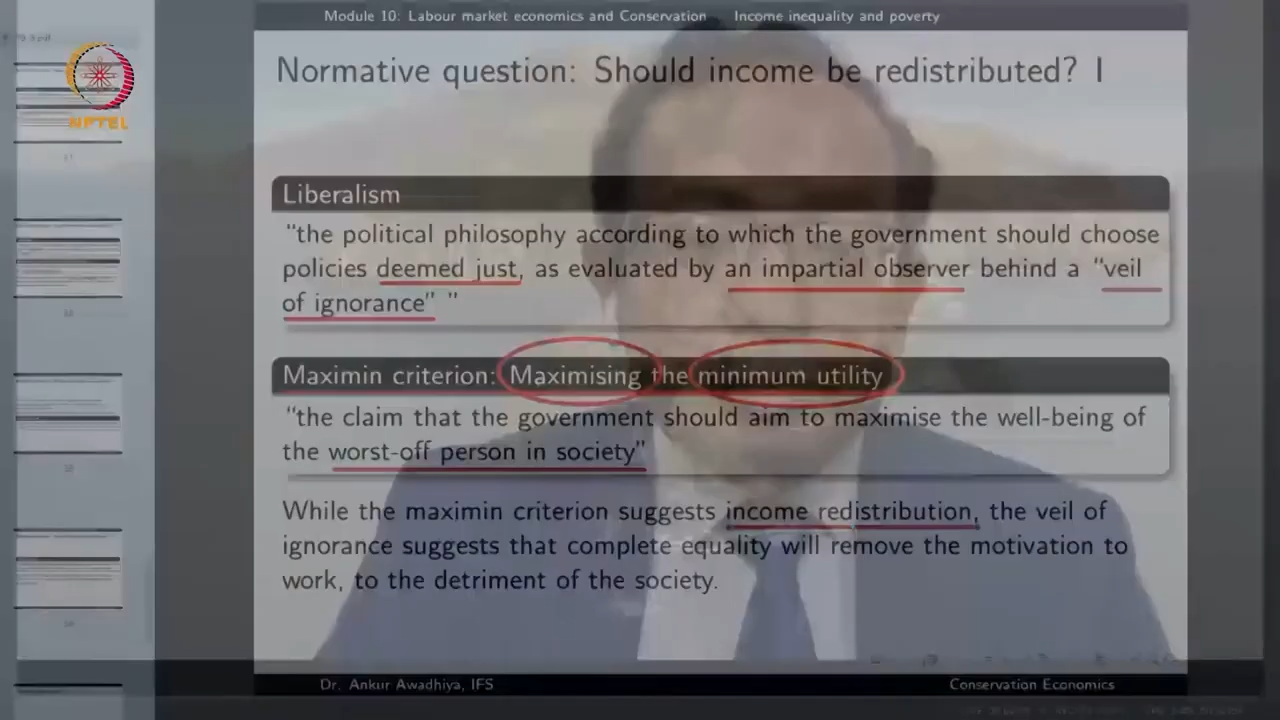 Module 10: Labour market economics and Conservation Income inequality and poverty
NPTEL
Normative question: Should income be redistributed? I
Liberalism
"the political philosophy according to which the government should choose
policies deemed just, as evaluated by an impartial observer behind a "veil
of ignorance" "
Maximin criterion: Maximising the minimum utility
"the claim that the government should aim to maximise the well-being of
the worst-off person in society"
While the maximin criterion suggests income redistribution, the veil of
ignorance suggests that complete equality will remove the motivation to
work, to the detriment of the society.
Dr. Ankur Awadhiya, IFS Conservation Economics